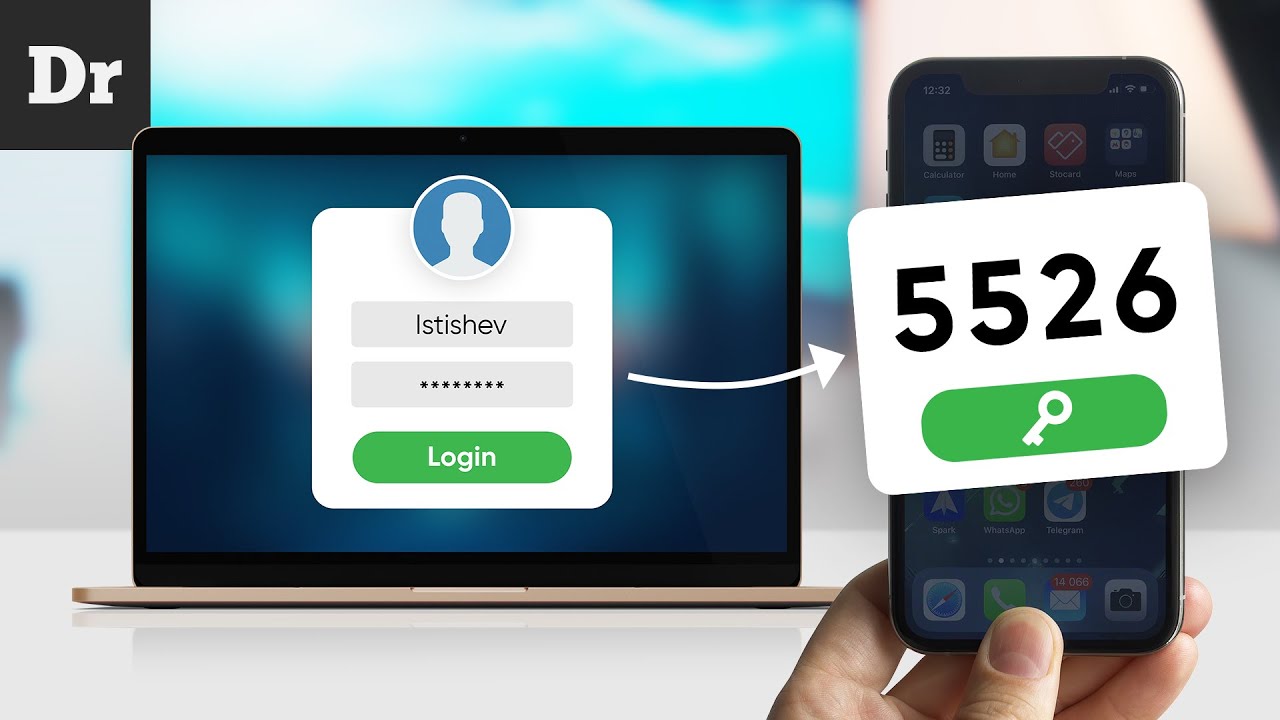 Dr
Istishev
********
Login
12:32
Calculator
Home
Stocard
Maps
5526
Spark
WhatsApp
Telegram
14 066